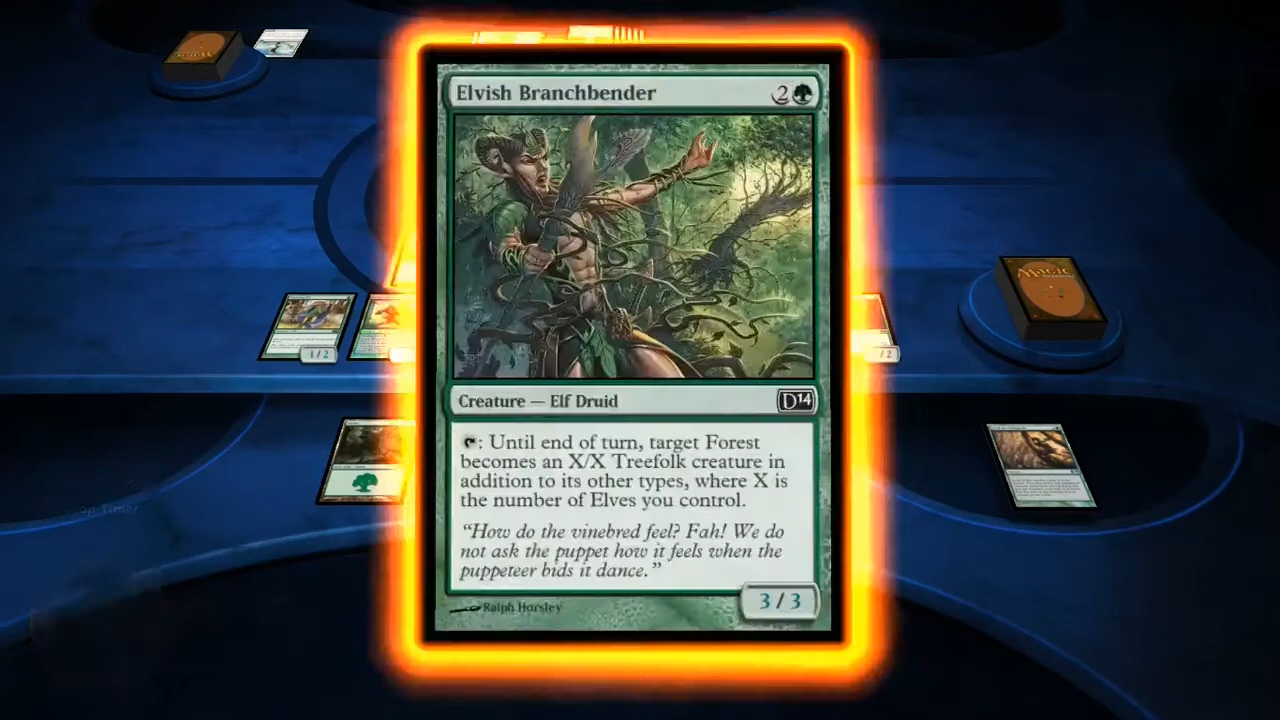 Elvish Branchbender 2
Creature — Elf Druid D14
: Until end of turn, target Forest
becomes an X/X Treefolk creature in
addition to its other types, where X is
the number of Elves you control.
“How do the vinebred feel? Fah! We do
not ask the puppet how it feels when the
puppeteer bids it dance.”
3/3
Ralph Horsley
MAGIC
1/2
/2
op Timer